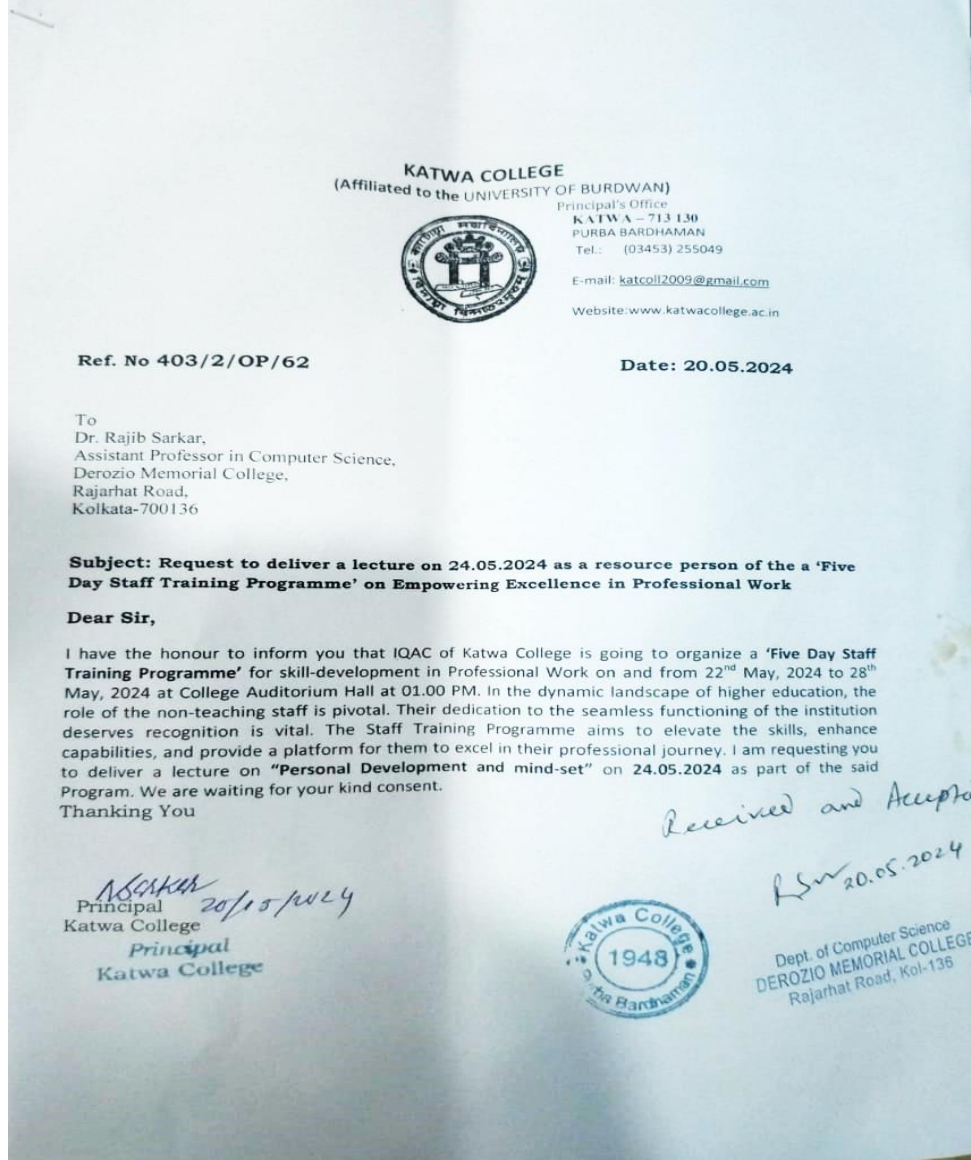 KATWA COLLEGE
(Affiliated to the UNIVERSITY OF BURDWAN)
Principal's Office
KATWA – 713 130
PURBA BARDHAMAN
Tel.: (03453) 255049
E-mail: katcoll2009@gmail.com
Website:www.katwacollege.ac.in
Ref. No 403/2/OP/62
Date: 20.05.2024
To
Dr. Rajib Sarkar,
Assistant Professor in Computer Science,
Derozio Memorial College,
Rajarhat Road,
Kolkata-700136
Subject: Request to deliver a lecture on 24.05.2024 as a resource person of the a ‘Five
Day Staff Training Programme’ on Empowering Excellence in Professional Work
Dear Sir,
I have the honour to inform you that IQAC of Katwa College is going to organize a ‘Five Day Staff
Training Programme’ for skill-development in Professional Work on and from 22nd May, 2024 to 28th
May, 2024 at College Auditorium Hall at 01.00 PM. In the dynamic landscape of higher education, the
role of the non-teaching staff is pivotal. Their dedication to the seamless functioning of the institution
deserves recognition is vital. The Staff Training Programme aims to elevate the skills, enhance
capabilities, and provide a platform for them to excel in their professional journey. I am requesting you
to deliver a lecture on “Personal Development and mind-set” on 24.05.2024 as part of the said
Program. We are waiting for your kind consent.
Thanking You
Received and Accepte
20.05.2024
20/05/2024
Principal
Katwa College
Principal
Katwa College
Katwa College
1948
Purba Bardhaman
Dept. of Computer Science
DEROZIO MEMORIAL COLLEGE
Rajarhat Road, Kol-136